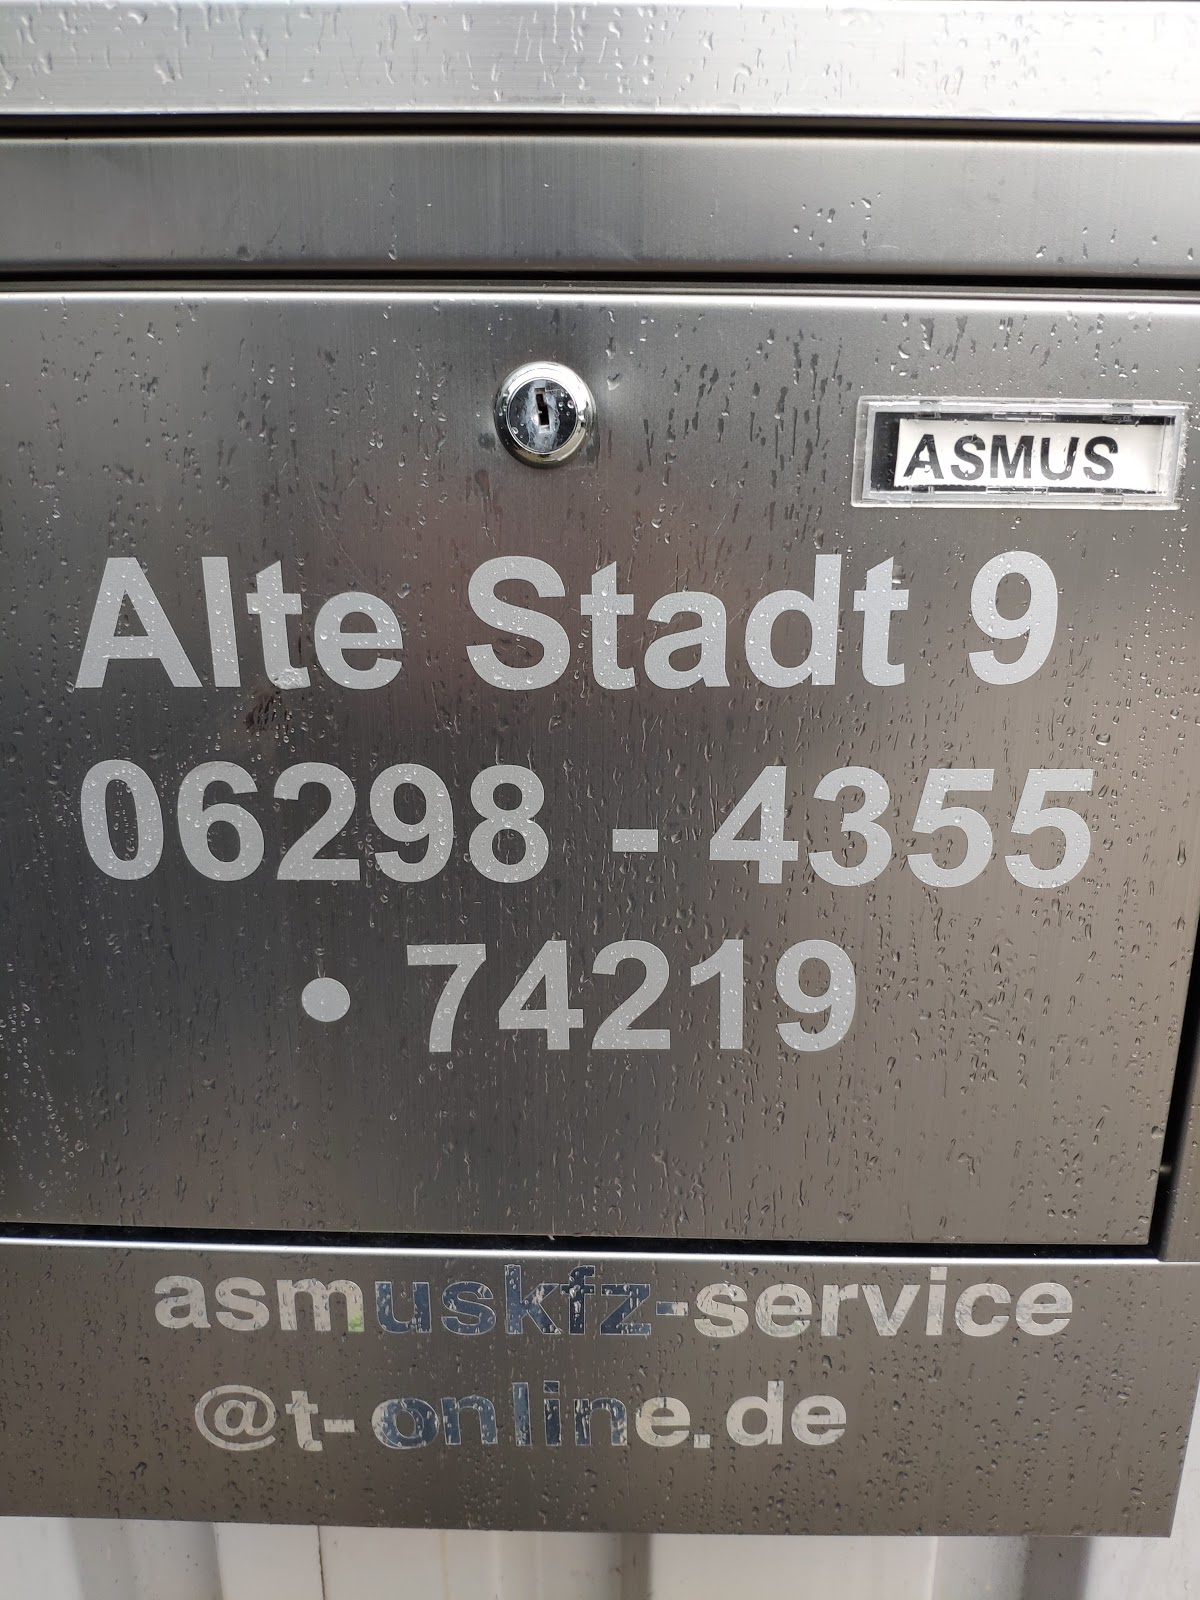 ASMUS
Alte Stadt 9
06298 - 4355
• 74219
asmuskfz-service
@t-online.de